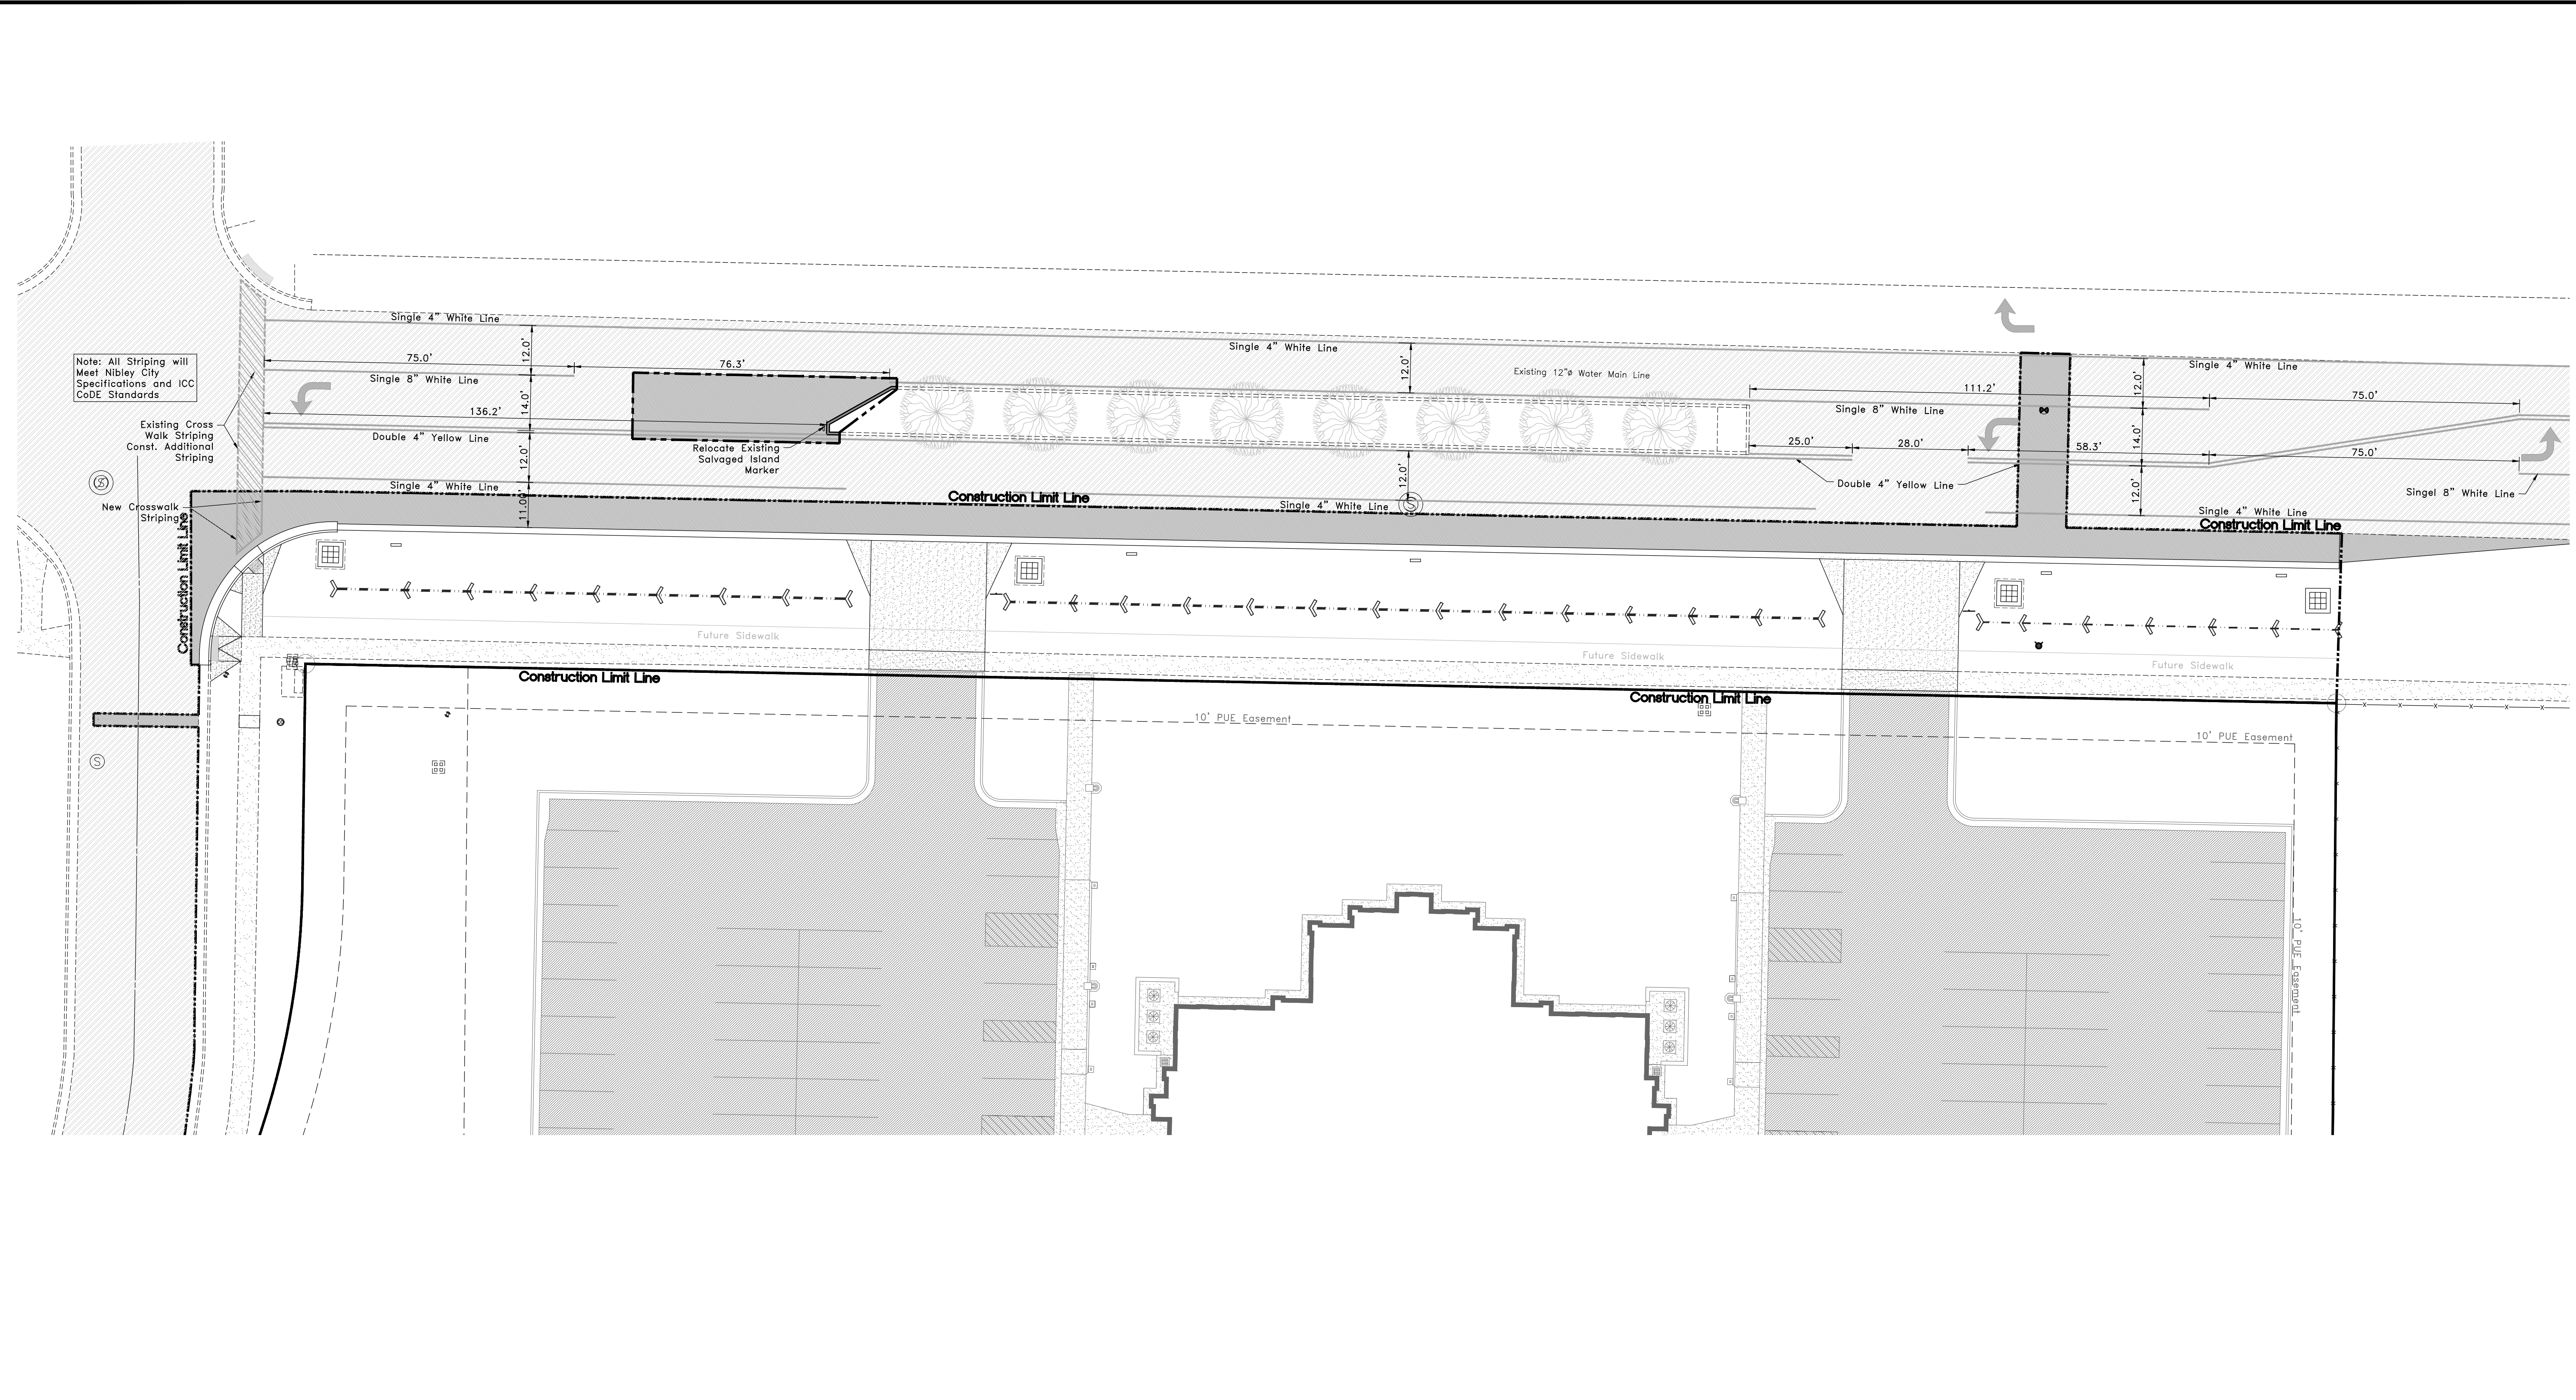 Single 4" White Line
12.0'
75.0'
76.3'
Single 8" White Line
14.0'
136.2'
Double 4" Yellow Line
12.0'
Single 4" White Line
11.00'
Note: All Striping will
Meet Nibley City
Specifications and ICC
CoDE Standards
Existing Cross
Walk Striping
Const. Additional
Striping
S
New Crosswalk
Striping
Construction Limit Line
S
Relocate Existing
Salvaged Island
Marker
Single 4" White Line
12.0'
Existing 12"ø Water Main Line
12.0'
Construction Limit Line
Single 4" White Line
S
111.2'
Single 8" White Line
25.0'
28.0'
58.3'
Double 4" Yellow Line
12.0'
14.0'
12.0'
Single 4" White Line
75.0'
75.0'
Singel 8" White Line
Single 4" White Line
Construction Limit Line
Future Sidewalk
Future Sidewalk
Future Sidewalk
Construction Limit Line
Construction Limit Line
10' PUE Easement
10' PUE Easement
10' PUE Easement